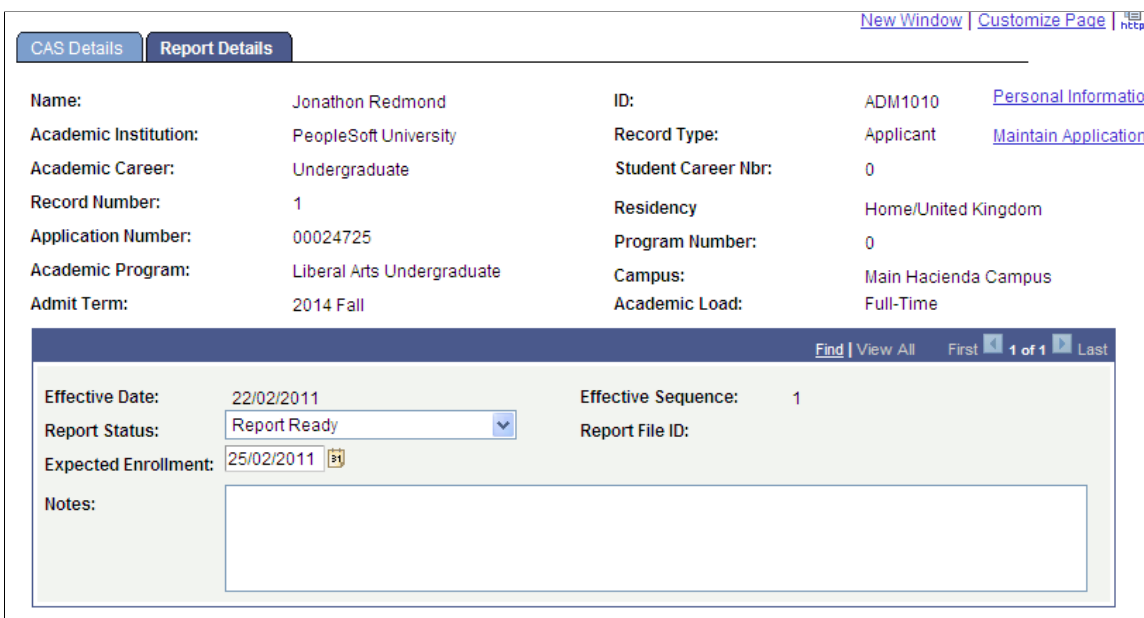 New Window | Customize Page | http
CAS Details Report Details
Name: Jonathon Redmond ID: ADM1010 Personal Informatio
Academic Institution: PeopleSoft University Record Type: Applicant Maintain Application
Academic Career: Undergraduate Student Career Nbr: 0
Record Number: 1 Residency Home/United Kingdom
Application Number: 00024725 Program Number: 0
Academic Program: Liberal Arts Undergraduate Campus: Main Hacienda Campus
Admit Term: 2014 Fall Academic Load: Full-Time
Find | View All First 1 of 1 Last
Effective Date: 22/02/2011 Effective Sequence: 1
Report Status: Report Ready Report File ID:
Expected Enrollment: 25/02/2011 31
Notes: